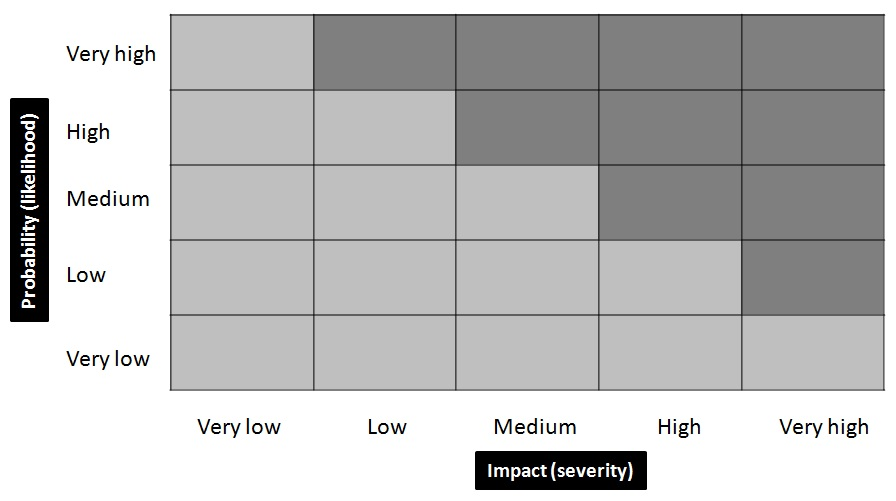 Very high
High
Medium
Low
Very low
Probability (likelihood)
Very low
Low
Medium
High
Very high
Impact (severity)